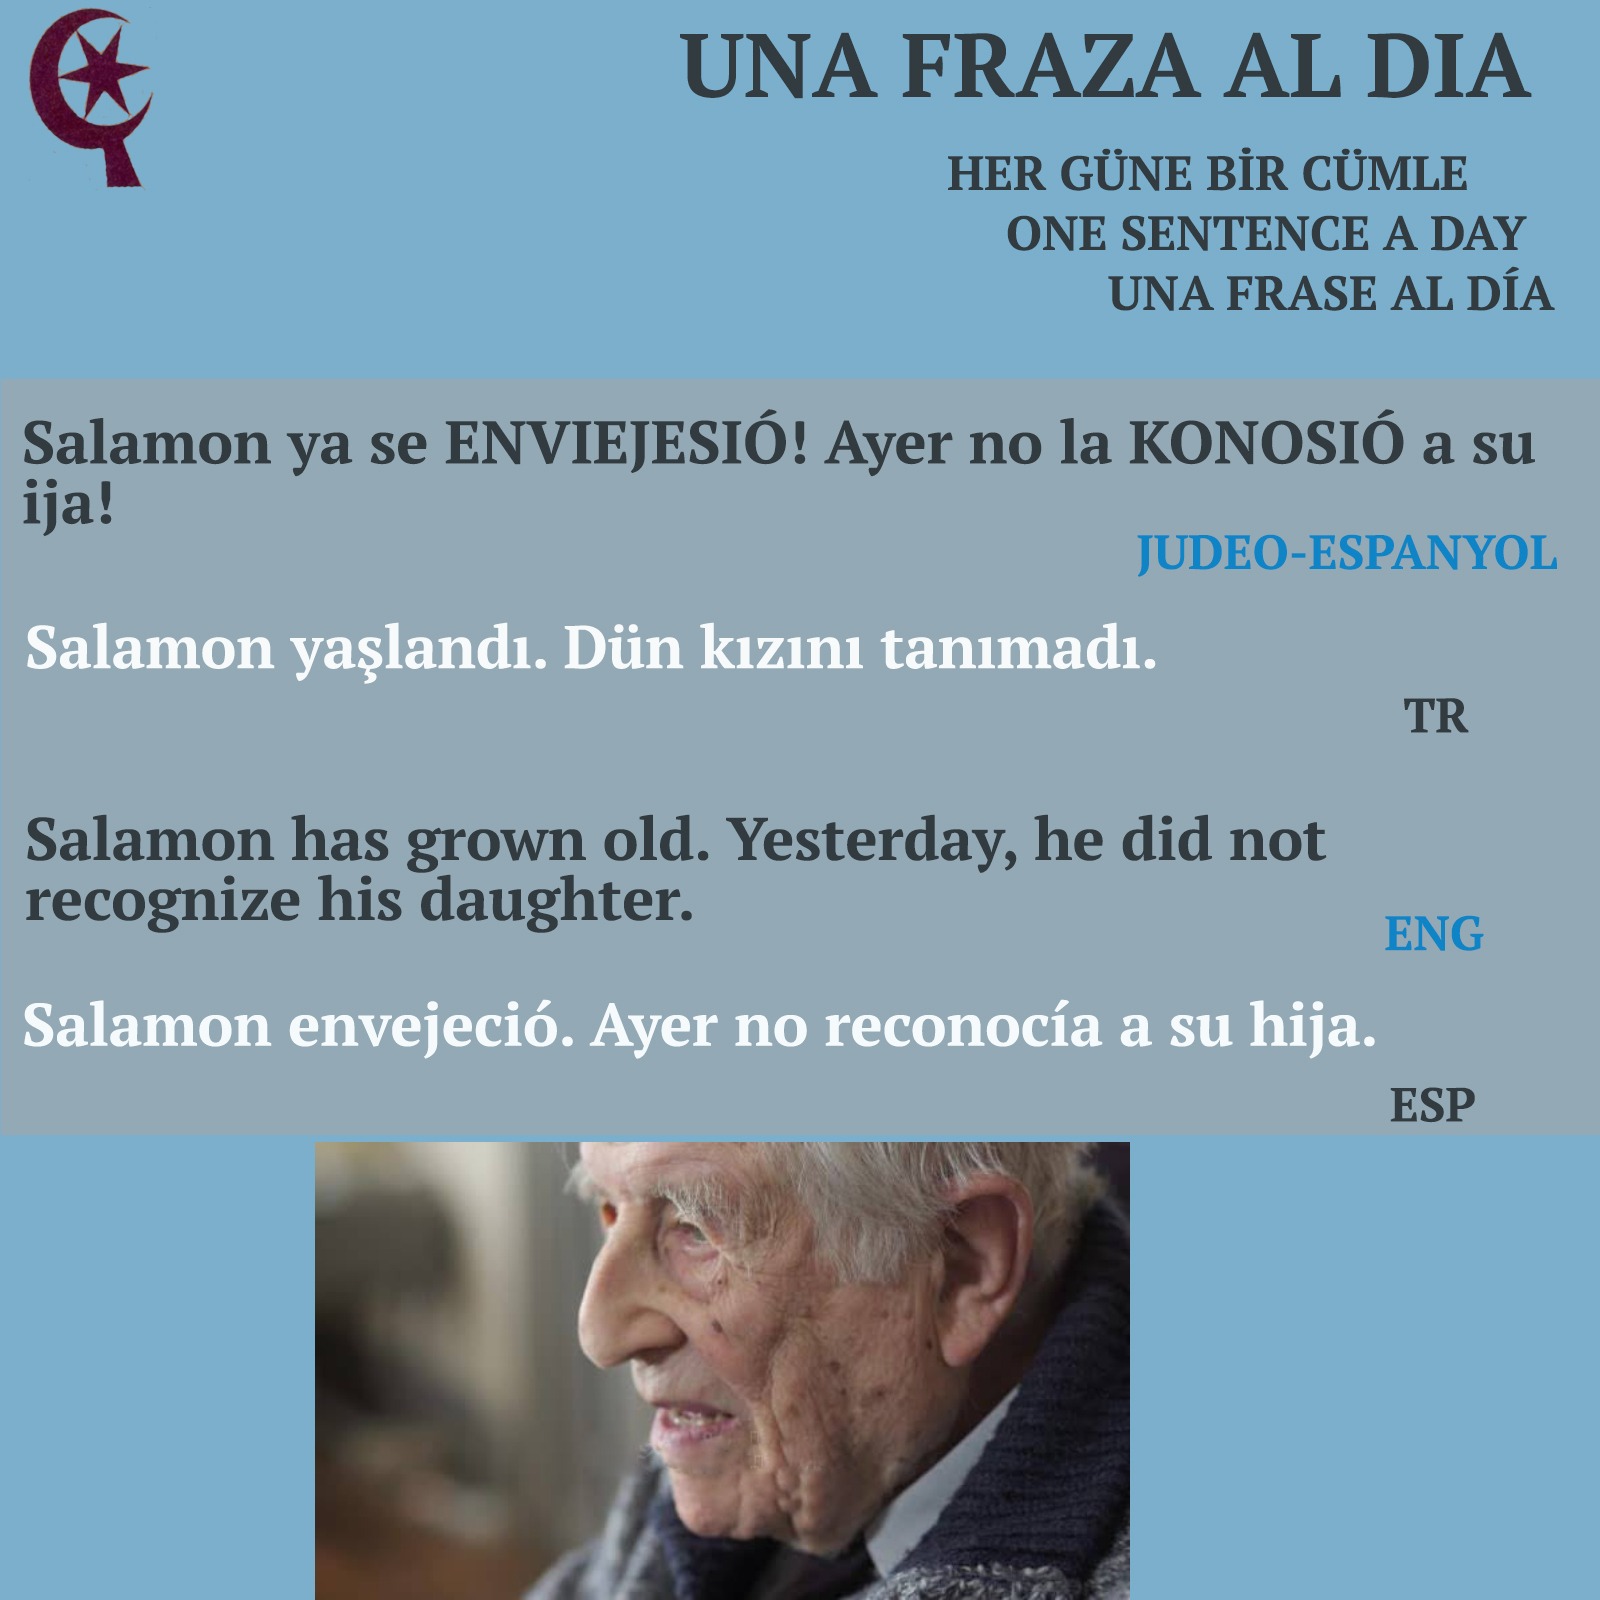 UNA FRAZA AL DIA
HER GÜNE BİR CÜMLE
ONE SENTENCE A DAY
UNA FRASE AL DÍA
Salamon ya se ENVIEJESIÓ! Ayer no la KONOSIÓ a su
ija!
JUDEO-ESPANYOL
Salamon yaşlandı. Dün kızını tanımadı.
TR
Salamon has grown old. Yesterday, he did not
recognize his daughter.
ENG
Salamon envejeció. Ayer no reconocía a su hija.
ESP